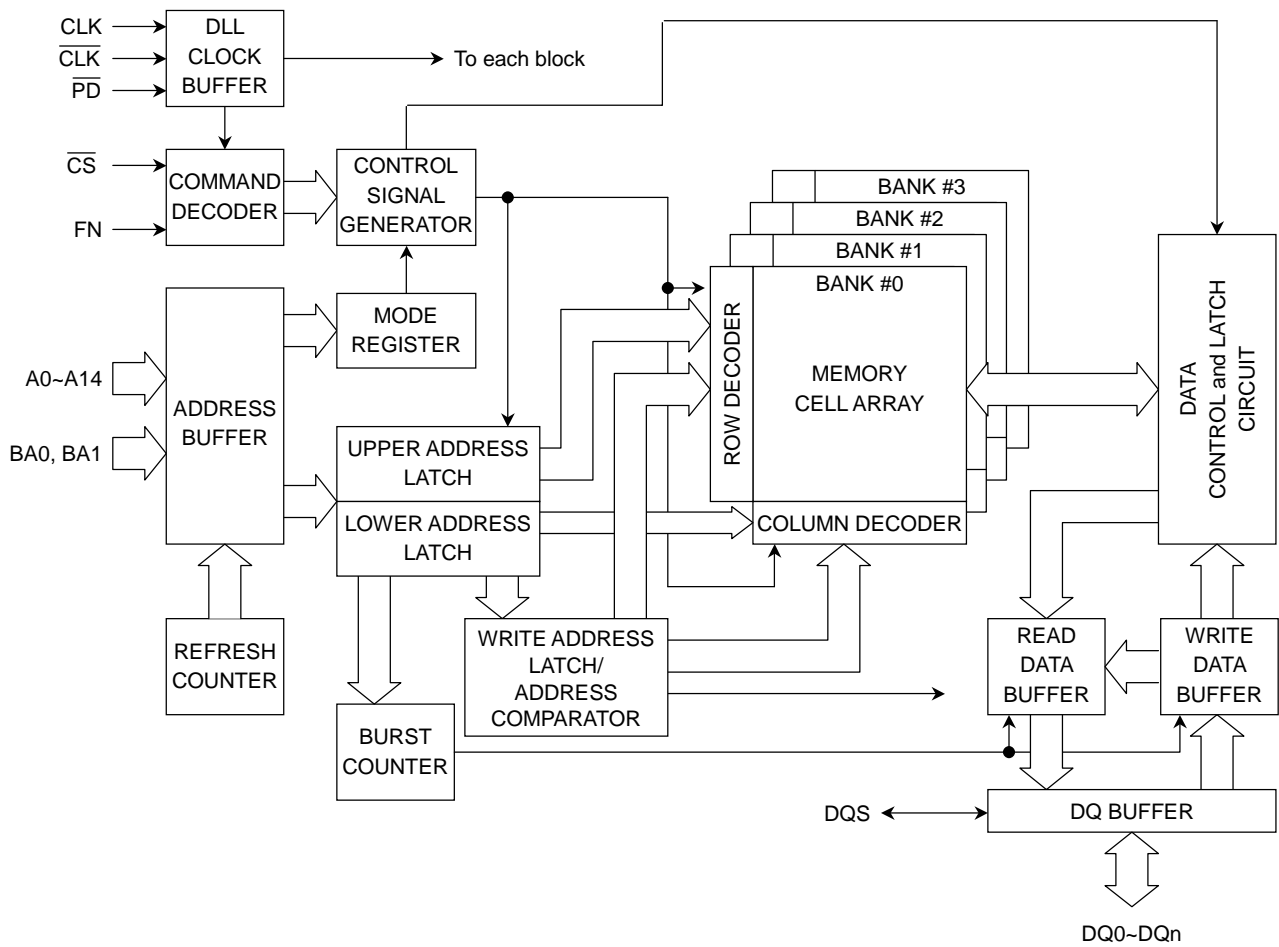 CLK
CLK
PD
DLL
CLOCK
BUFFER
To each block
CS
FN
COMMAND
DECODER
CONTROL
SIGNAL
GENERATOR
BANK #3
BANK #2
BANK #1
BANK #0
MODE
REGISTER
A0~A14
BA0, BA1
ADDRESS
BUFFER
ROW DECODER
MEMORY
CELL ARRAY
DATA
CONTROL and LATCH
CIRCUIT
UPPER ADDRESS
LATCH
LOWER ADDRESS
LATCH
COLUMN DECODER
REFRESH
COUNTER
WRITE ADDRESS
LATCH/
ADDRESS
COMPARATOR
READ
DATA
BUFFER
WRITE
DATA
BUFFER
BURST
COUNTER
DQS
DQ BUFFER
DQ0~DQn